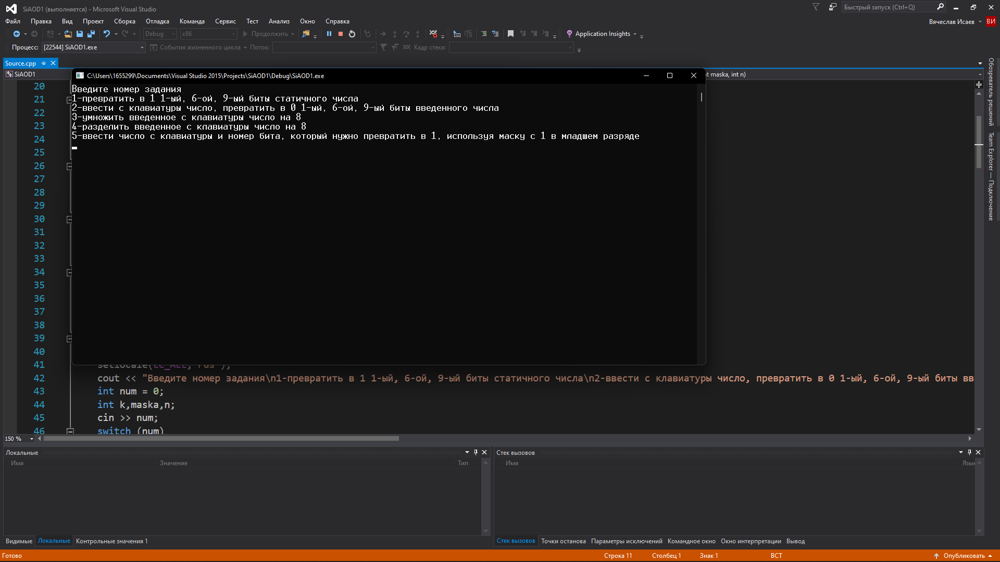 SiAOD1 (выполняется) - Microsoft Visual Studio
Быстрый запуск (Ctrl+Q)
Файл Правка Вид Проект Сборка Отладка Команда Сервис Тест Анализ Окно Справка
Вячеслав Исаев ВИ
Debug x86 Продолжить Application Insights
Процесс: [22544] SiAOD1.exe События жизненного цикла Поток: Кадр стека:
Source.cpp
SiAOD1
t maska, int n)
C:\Users\1655299\Documents\Visual Studio 2015\Projects\SiAOD1\Debug\SiAOD1.exe
Введите номер задания
1-превратить в 1 1-ый, 6-ой, 9-ый биты статичного числа
2-ввести с клавиатуры число, превратить в 0 1-ый, 6-ой, 9-ый биты введенного числа
3-умножить введенное с клавиатуры число на 8
4-разделить введенное с клавиатуры число на 8
5-ввести число с клавиатуры и номер бита, который нужно превратить в 1, используя маску с 1 в младшем разряде
20
21
22
23
24
25
26
27
28
29
30
31
32
33
34
35
36
37
38
39
40
41 setlocale(LC_ALL, "rus");
42 cout << "Введите номер задания\n1-превратить в 1 1-ый, 6-ой, 9-ый биты статичного числа\n2-ввести с клавиатуры число, превратить в 0 1-ый, 6-ой, 9-ый биты вв
43 int num = 0;
44 int k,maska,n;
45 cin >> num;
46 switch (num)
150 %
Обозреватель решений
Team Explorer — Подключение
Локальные
Имя Значение Тип
Стек вызовов
Имя Язык
Видимые Локальные Контрольные значения 1
Стек вызовов Точки останова Параметры исключений Командное окно Окно интерпретации Вывод
Готово Строка 11 Столбец 1 Знак 1 ВСТ Опубликовать